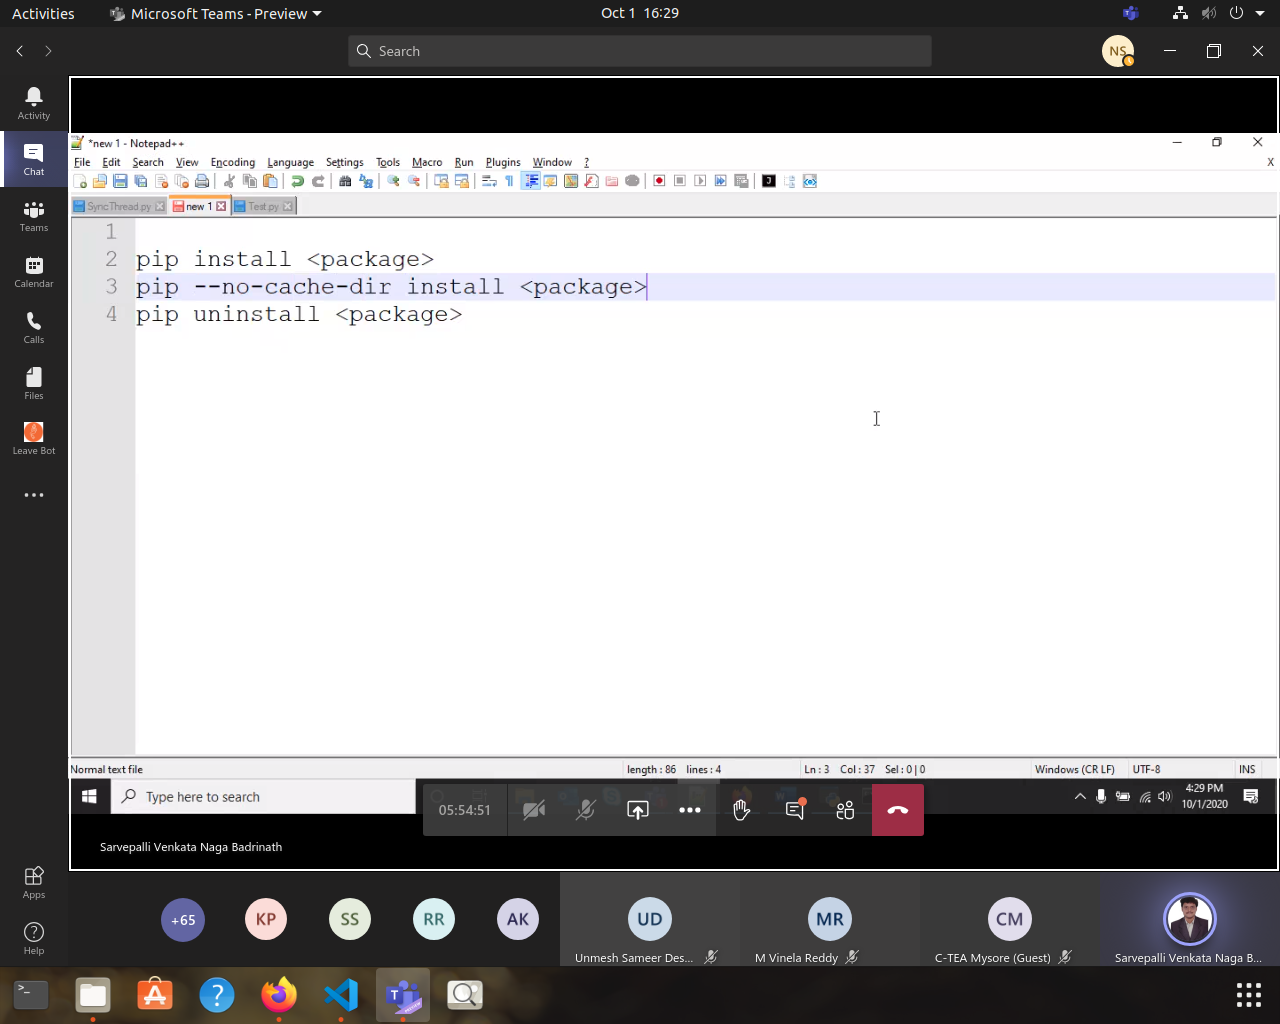 Activities
Microsoft Teams - Preview
Oct 1 16:29
Search
NS
Activity
Chat
Teams
Calendar
Calls
Files
Leave Bot
Apps
Help
*new 1 - Notepad++
File Edit Search View Encoding Language Settings Tools Macro Run Plugins Window ?
X
SyncThread.py
new 1
Test.py
1
2 pip install <package>
3 pip --no-cache-dir install <package>
4 pip uninstall <package>
Normal text file
length : 86 lines : 4
Ln : 3 Col : 37 Sel : 0 | 0
Windows (CR LF)
UTF-8
INS
Type here to search
05:54:51
4:29 PM
10/1/2020
Sarvepalli Venkata Naga Badrinath
+65
KP
SS
RR
AK
UD
MR
CM
Unmesh Sameer Des...
M Vinela Reddy
C-TEA Mysore (Guest)
Sarvepalli Venkata Naga B...